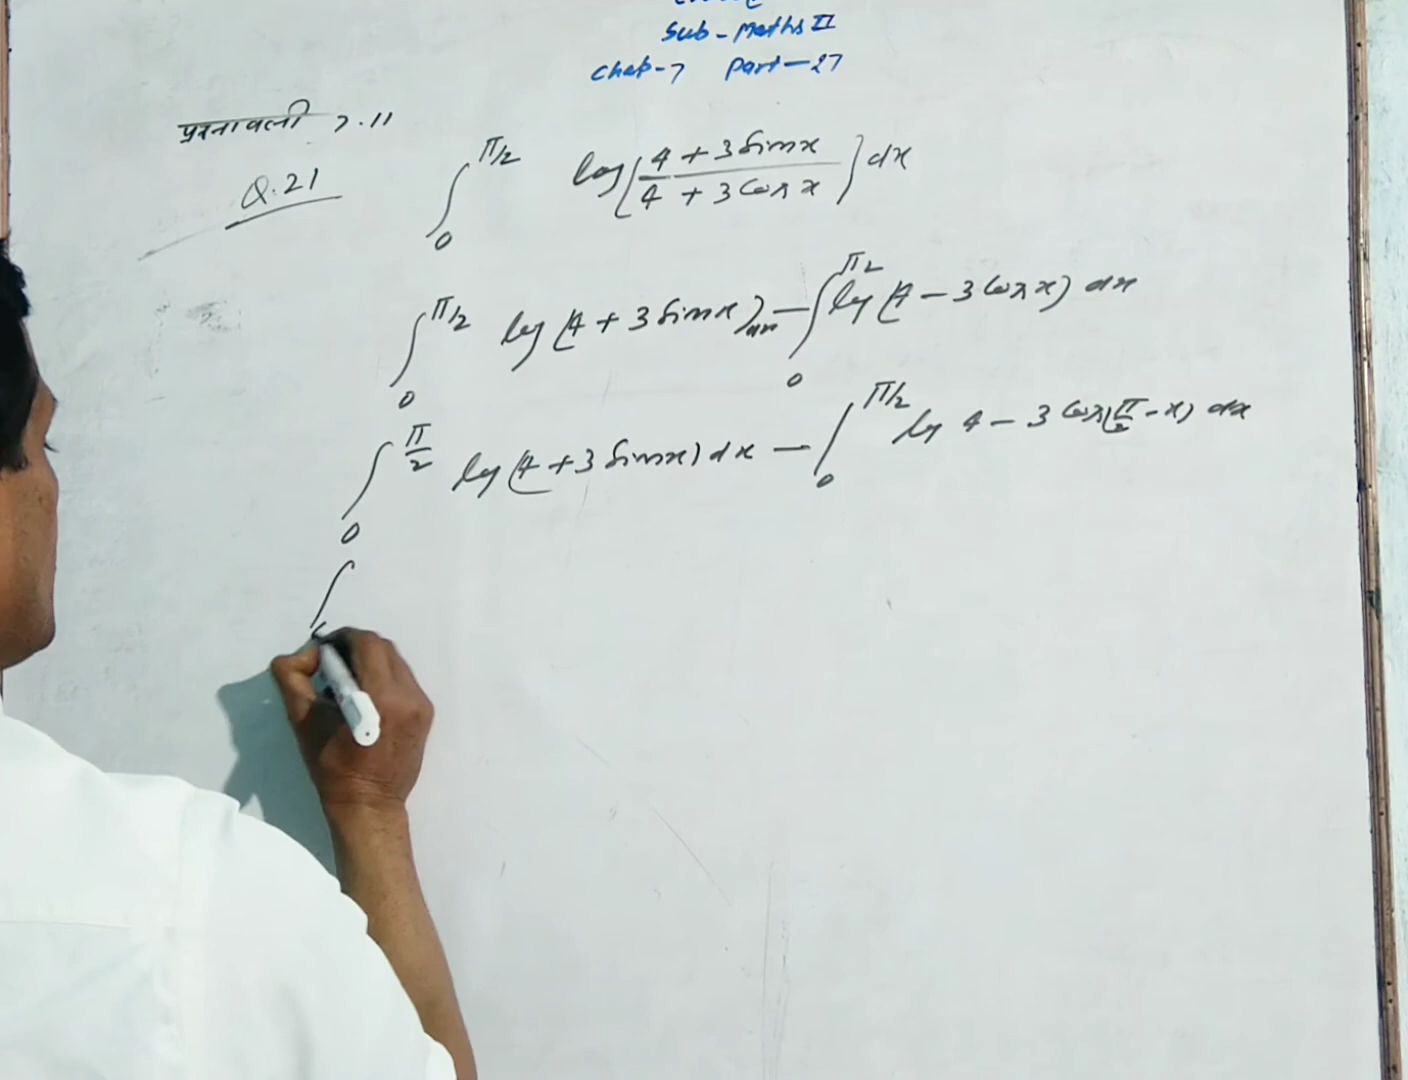 Sub - Maths II
Chap-7 Part-27
प्रश्नावली 7.11
Q.21 ∫₀^{π/2} log(4 + 3 sin x / 4 + 3 cos x) dx
∫₀^{π/2} log(4 + 3 sin x) dx - ∫₀^{π/2} log(4 - 3 cos x) dx
∫₀^{π/2} log(4 + 3 sin x) dx - ∫₀^{π/2} log 4 - 3 cos(π/2 - x) dx
∫